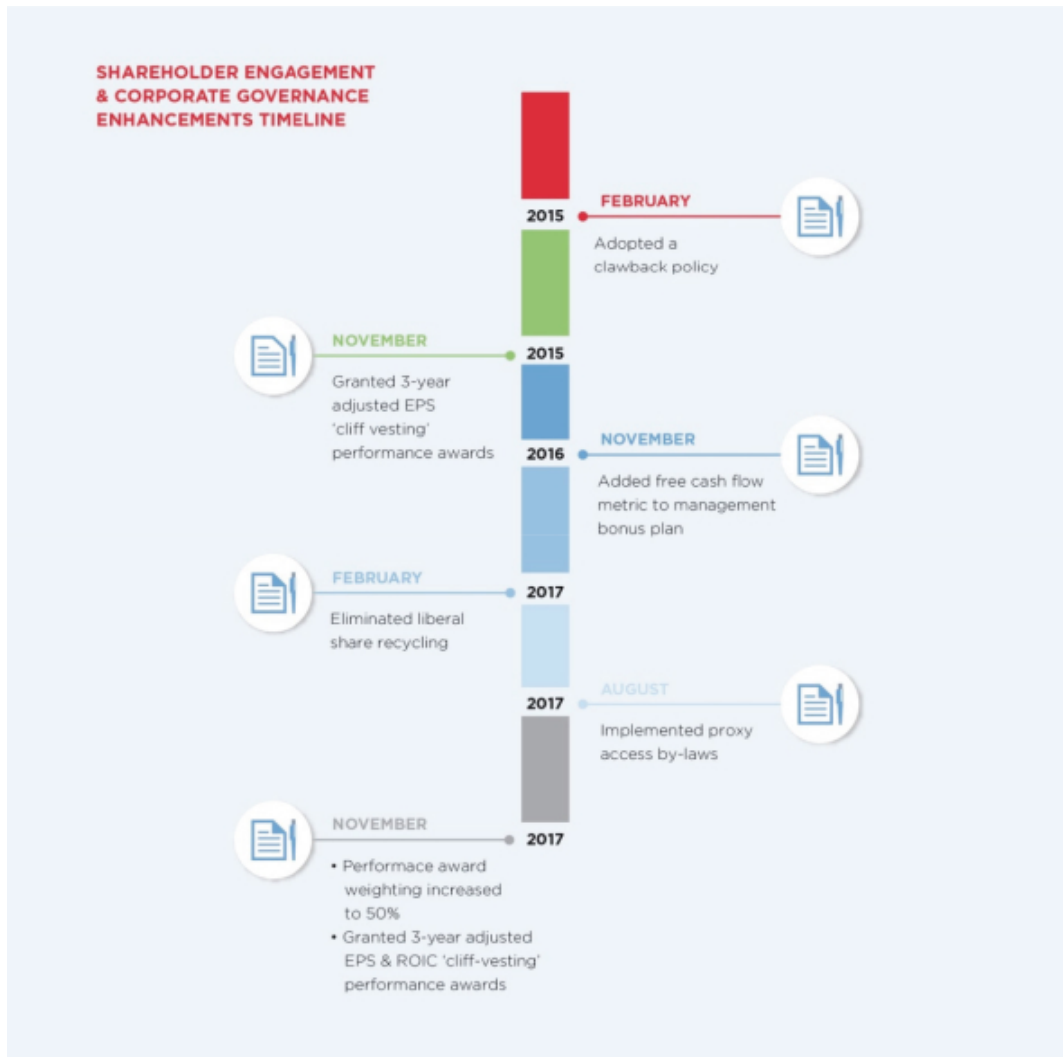 SHAREHOLDER ENGAGEMENT
& CORPORATE GOVERNANCE
ENHANCEMENTS TIMELINE
2015
FEBRUARY
Adopted a
clawback policy
NOVEMBER
2015
Granted 3-year
adjusted EPS
‘cliff vesting’
performance awards
2016
NOVEMBER
Added free cash flow
metric to management
bonus plan
FEBRUARY
2017
Eliminated liberal
share recycling
2017
AUGUST
Implemented proxy
access by-laws
NOVEMBER
2017
• Performace award
weighting increased
to 50%
• Granted 3-year adjusted
EPS & ROIC ‘cliff-vesting’
performance awards